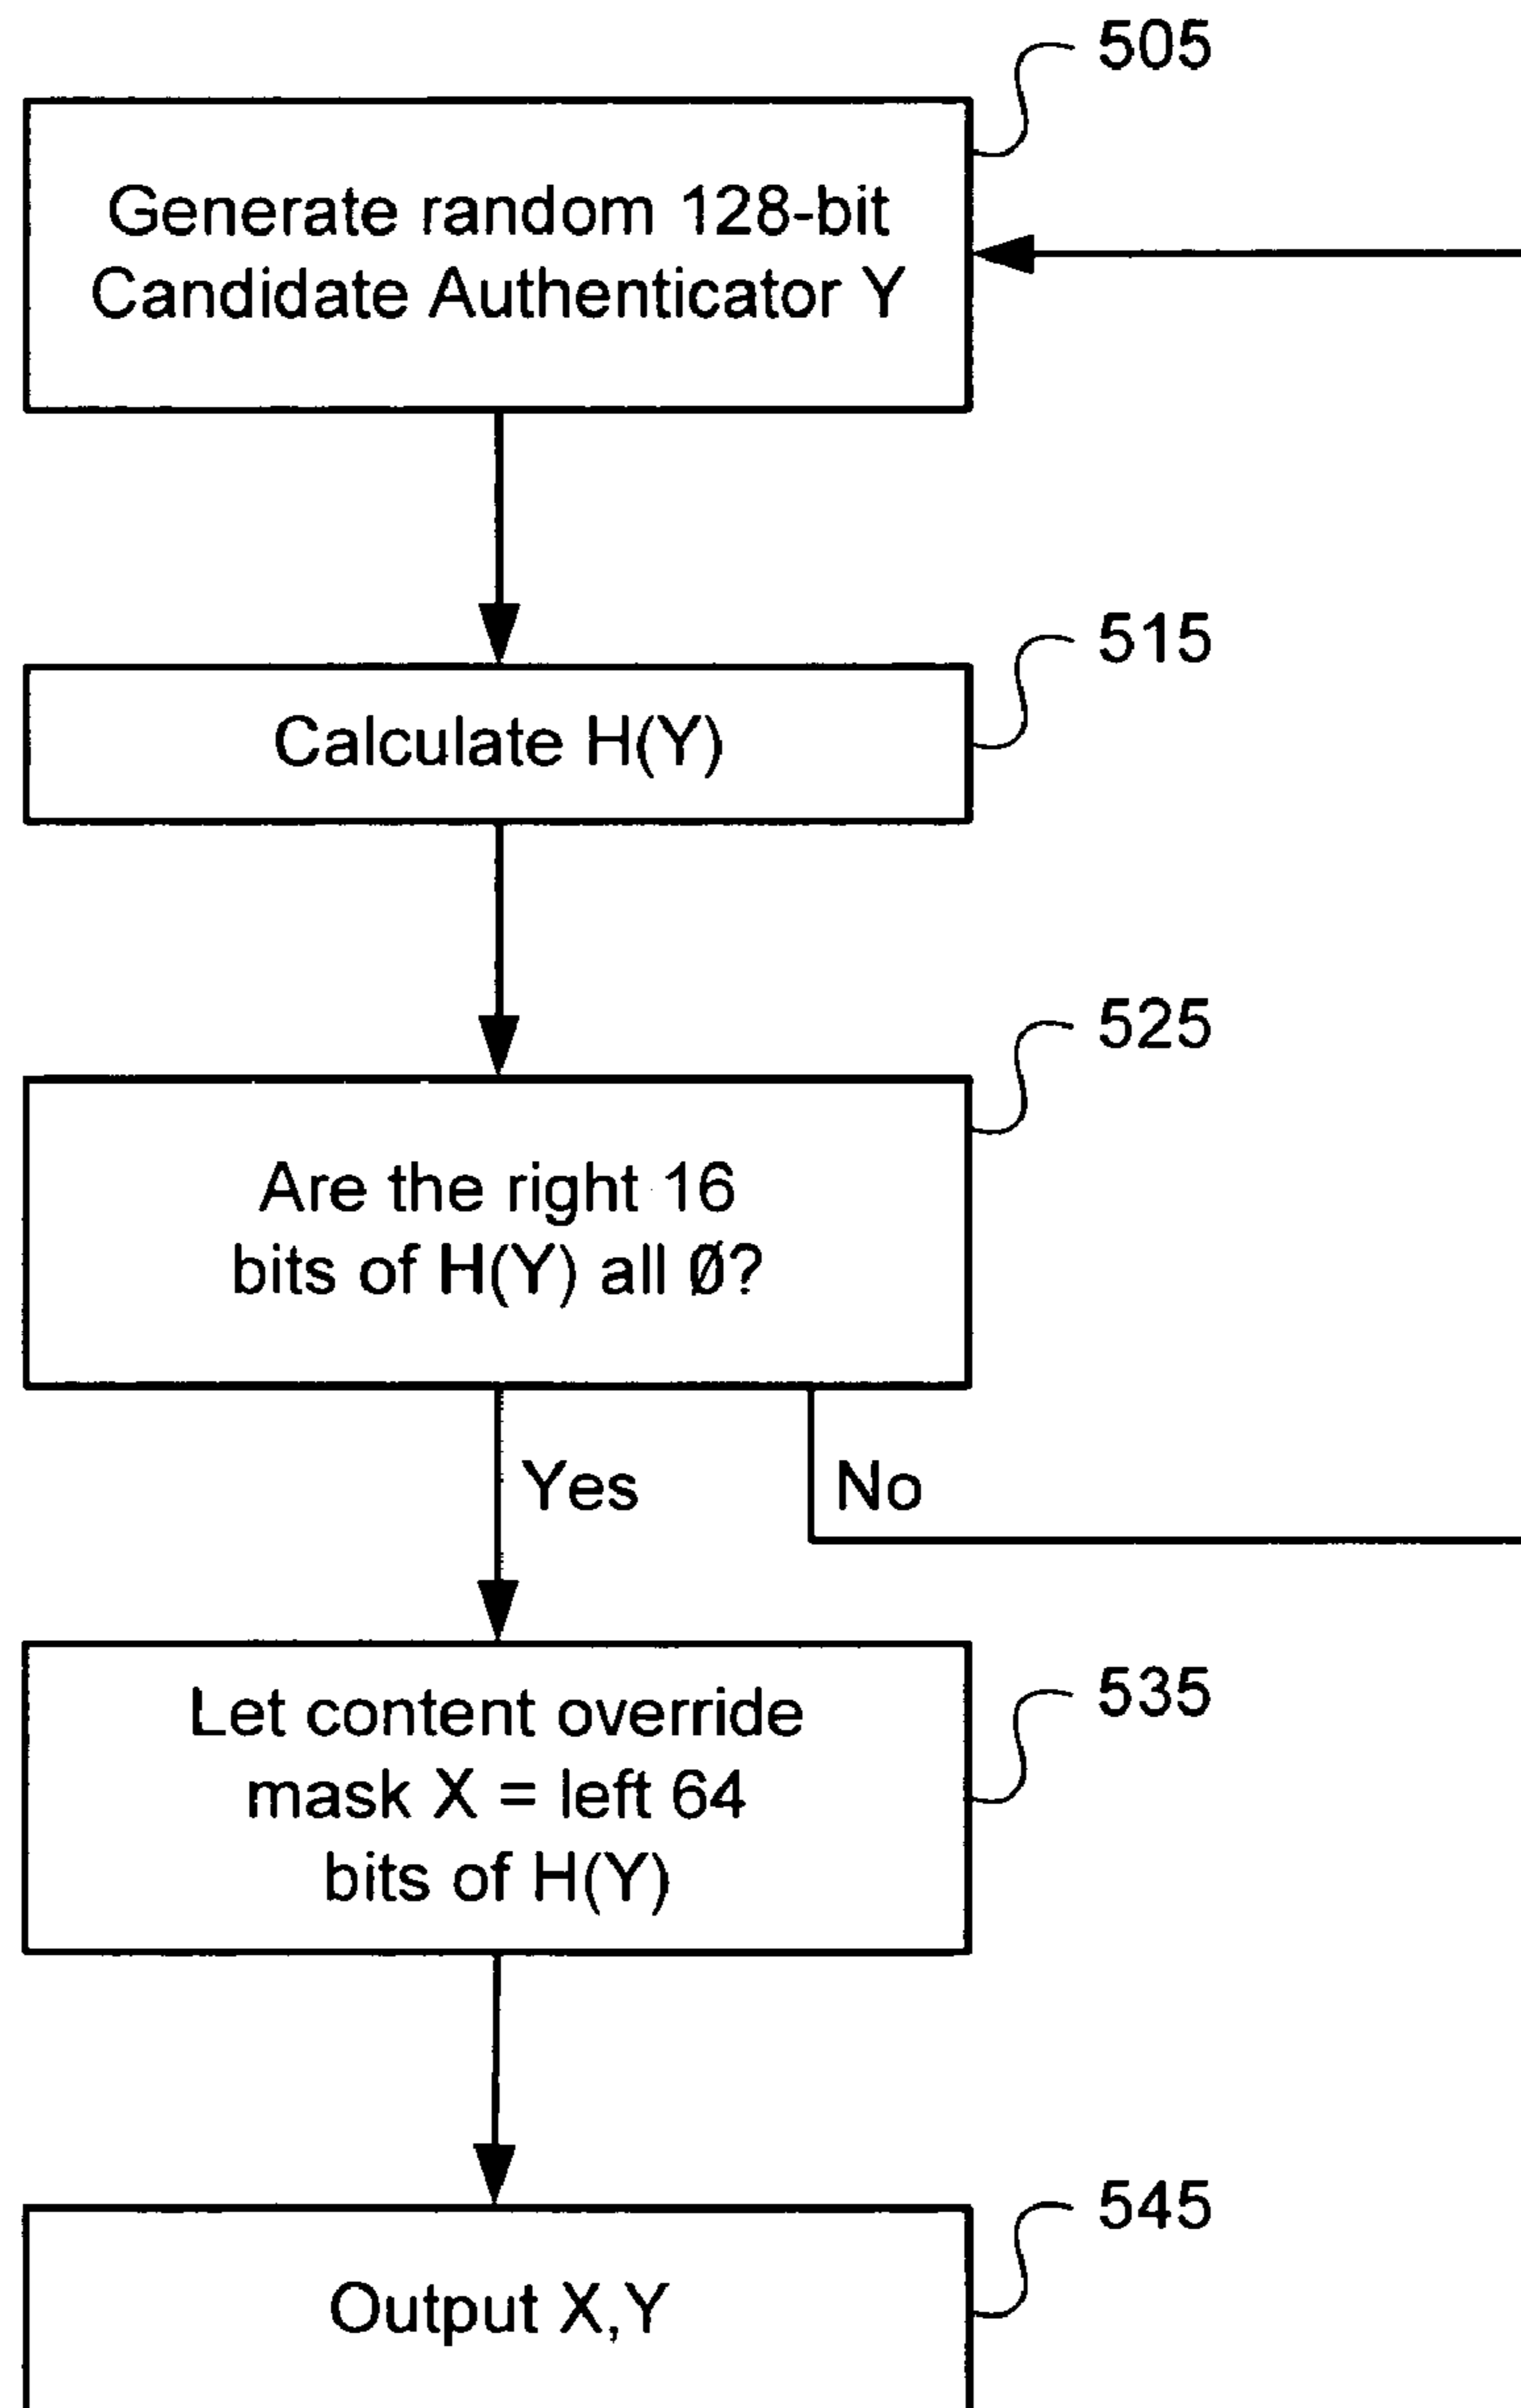 505
Generate random 128-bit
Candidate Authenticator Y
515
Calculate H(Y)
525
Are the right 16
bits of H(Y) all Ø?
Yes
No
535
Let content override
mask X = left 64
bits of H(Y)
545
Output X,Y